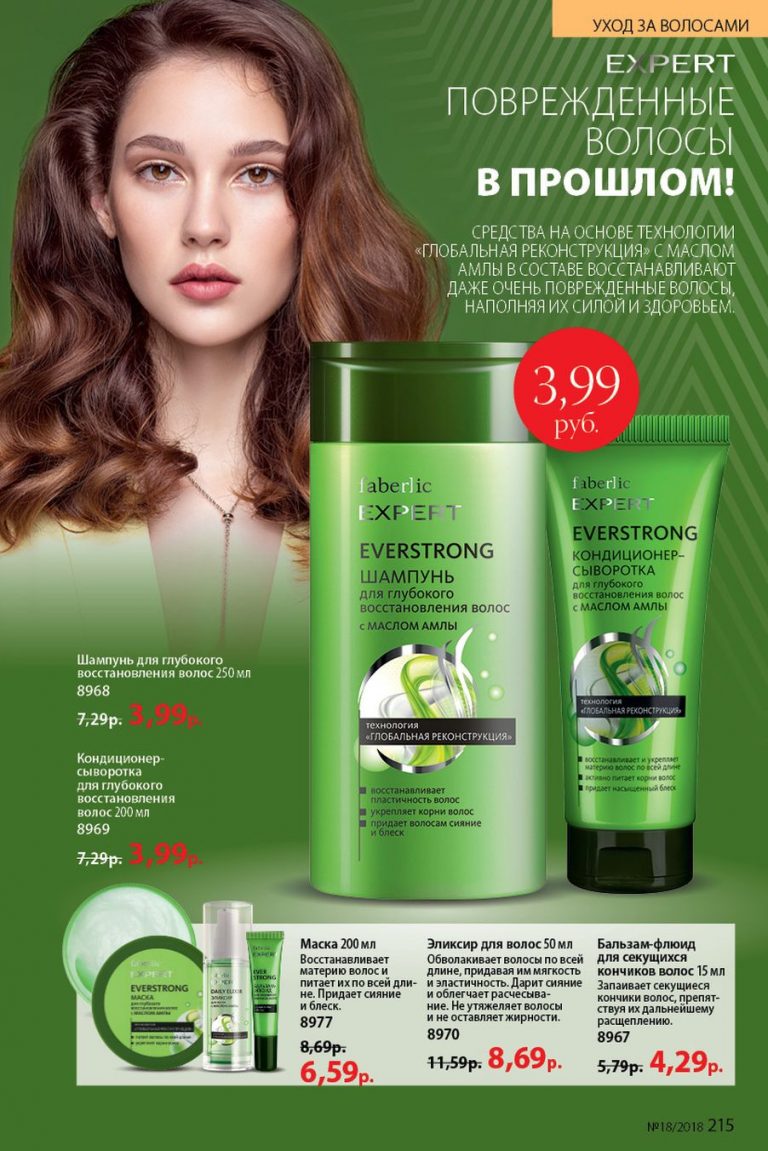 УХОД ЗА ВОЛОСАМИ
EXPERT
ПОВРЕЖДЕННЫЕ
ВОЛОСЫ
В ПРОШЛОМ!
СРЕДСТВА НА ОСНОВЕ ТЕХНОЛОГИИ
«ГЛОБАЛЬНАЯ РЕКОНСТРУКЦИЯ» С МАСЛОМ
АМЛЫ В СОСТАВЕ ВОССТАНАВЛИВАЮТ
ДАЖЕ ОЧЕНЬ ПОВРЕЖДЕННЫЕ ВОЛОСЫ,
НАПОЛНЯЯ ИХ СИЛОЙ И ЗДОРОВЬЕМ.
3,99
руб.
faberlic
EXPERT
EVERSTRONG
ШАМПУНЬ
для глубокого
восстановления волос
с МАСЛОМ АМЛЫ
технология
«ГЛОБАЛЬНАЯ РЕКОНСТРУКЦИЯ»
восстанавливает
пластичность волос
укрепляет корни волос
придает волосам сияние
и блеск
faberlic
EXPERT
EVERSTRONG
КОНДИЦИОНЕР-
СЫВОРОТКА
для глубокого
восстановления волос
с МАСЛОМ АМЛЫ
технология
«ГЛОБАЛЬНАЯ РЕКОНСТРУКЦИЯ»
восстанавливает и укрепляет
материю волос по всей длине
активно питает корни волос
придает насыщенный блеск
Шампунь для глубокого
восстановления волос 250 мл
8968
7,29р. 3,99р.
Кондиционер-
сыворотка
для глубокого
восстановления
волос 200 мл
8969
7,29р. 3,99р.
EXPERT
EVERSTRONG
МАСКА
с МАСЛОМ АМЛЫ
DAILY ELIXIR
ЭЛИКСИР
EXPERT
EVER
STRONG
Маска 200 мл
Восстанавливает
материю волос и
питает их по всей дли-
не. Придает сияние
и блеск.
8977
8,69р.
6,59р.
Эликсир для волос 50 мл
Обволакивает волосы по всей
длине, придавая им мягкость
и эластичность. Дарит сияние
и облегчает расчесыва-
ние. Не утяжеляет волосы
и не оставляет жирности.
8970
11,59р. 8,69р.
Бальзам-флюид
для секущихся
кончиков волос 15 мл
Запаивает секущиеся
кончики волос, препят-
ствуя их дальнейшему
расщеплению.
8967
5,79р. 4,29р.
№18/2018 215